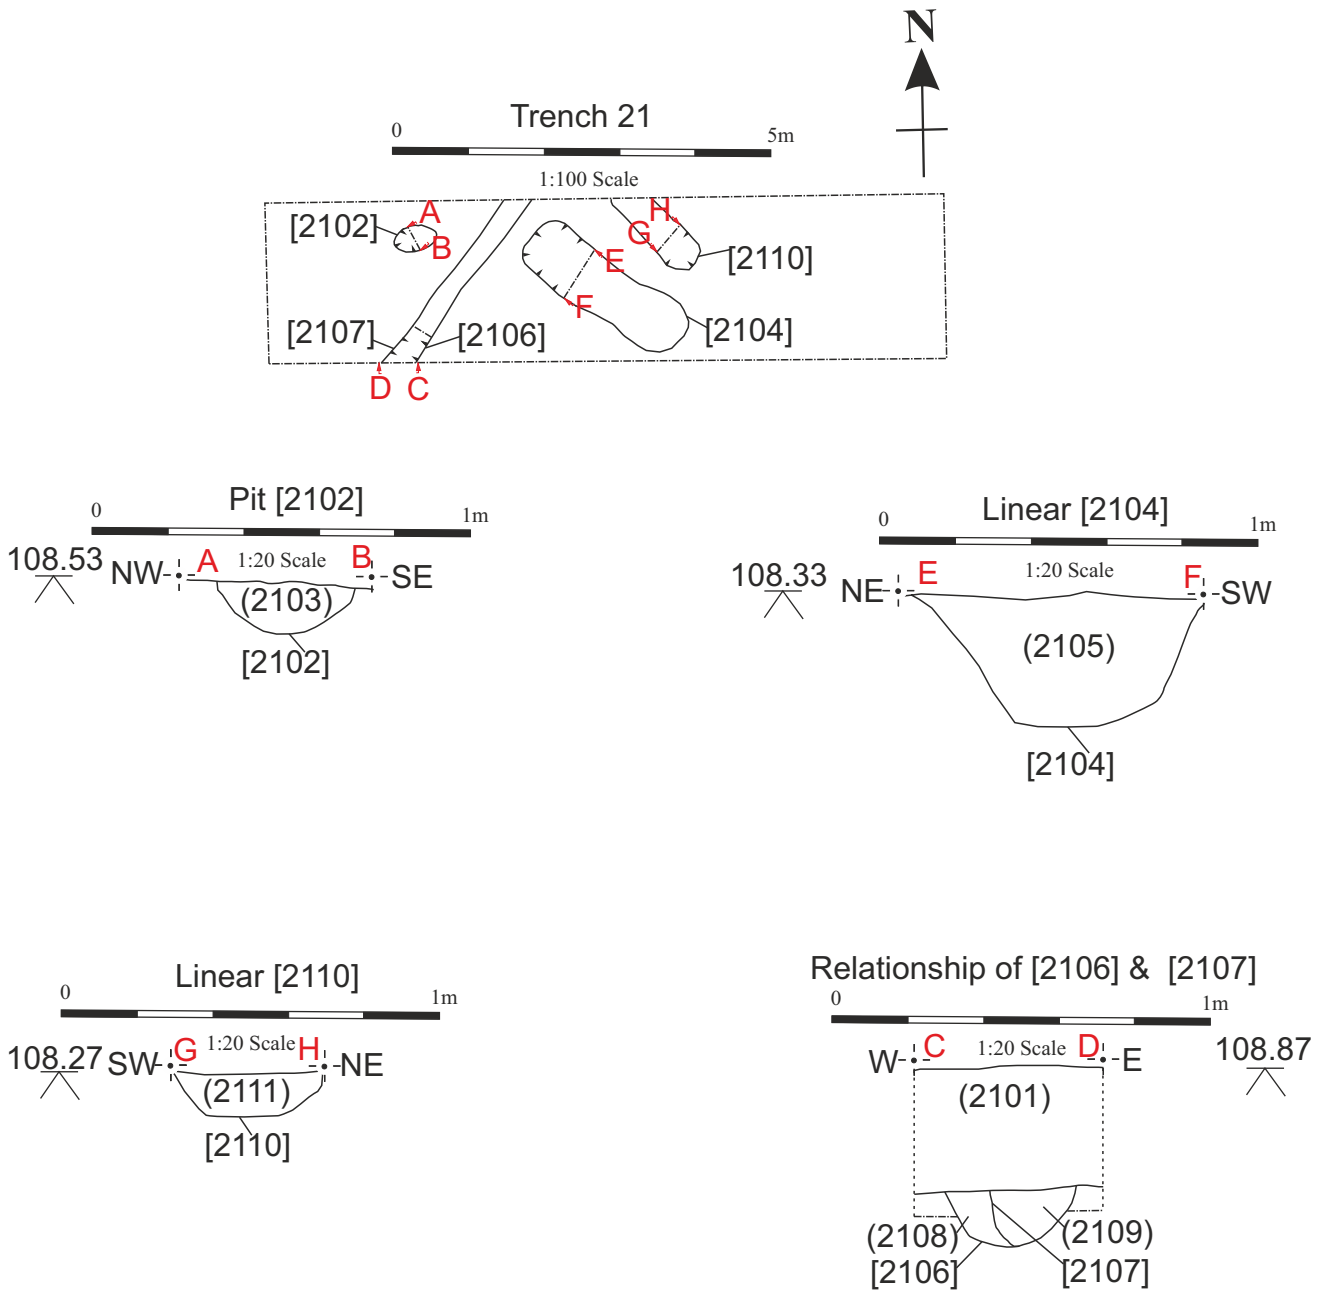 N
Trench 21
0 5m
1:100 Scale
[2102] A B
H G [2110]
E F [2104]
[2107] [2106]
D C
Pit [2102]
0 1m
1:20 Scale
108.53 NW A B SE
(2103)
[2102]
Linear [2104]
0 1m
1:20 Scale
108.33 NE E F SW
(2105)
[2104]
Linear [2110]
0 1m
1:20 Scale
108.27 SW G H NE
(2111)
[2110]
Relationship of [2106] & [2107]
0 1m
1:20 Scale
W C D E 108.87
(2101)
(2108) (2109)
[2106] [2107]